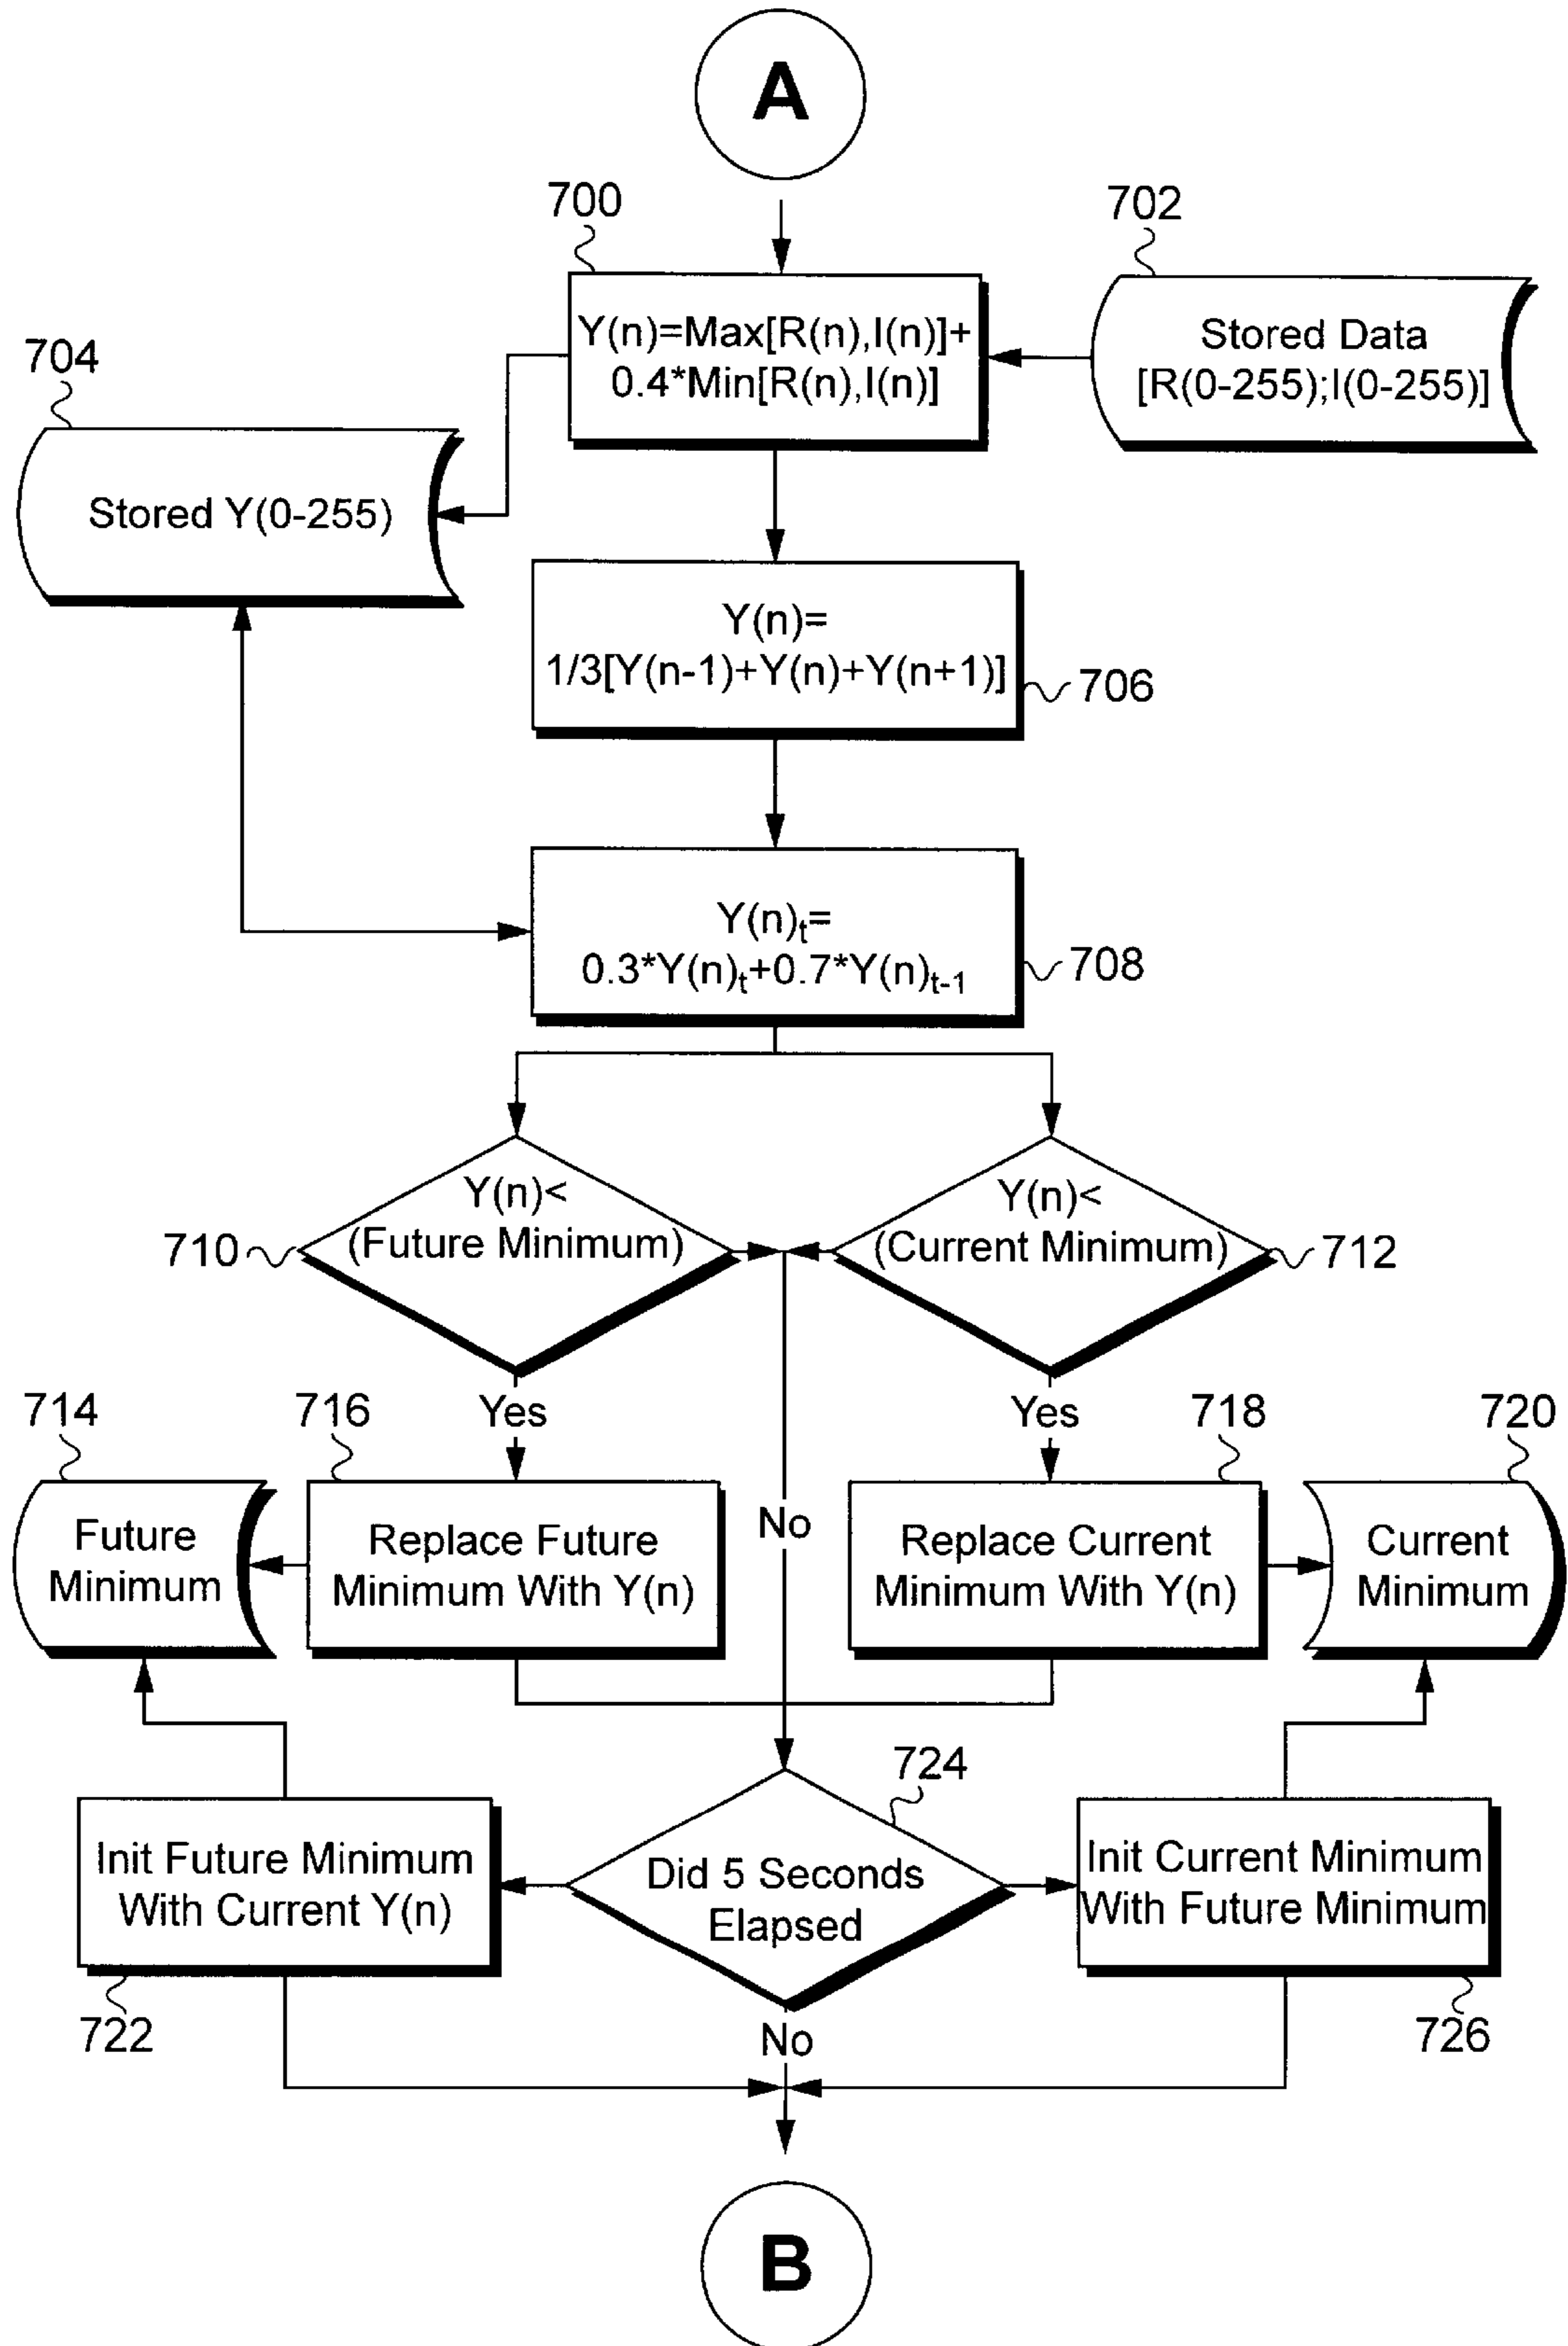 A
700
702
Y(n)=Max[R(n),I(n)]+
0.4*Min[R(n),I(n)]
Stored Data
[R(0-255);I(0-255)]
704
Stored Y(0-255)
Y(n)=
1/3[Y(n-1)+Y(n)+Y(n+1)]
706
Y(n)t=
0.3*Y(n)t+0.7*Y(n)t-1
708
Y(n)<
(Future Minimum)
710
Y(n)<
(Current Minimum)
712
714
716
Yes
Yes
718
720
Future
Minimum
Replace Future
Minimum With Y(n)
No
Replace Current
Minimum With Y(n)
Current
Minimum
724
Init Future Minimum
With Current Y(n)
Did 5 Seconds
Elapsed
Init Current Minimum
With Future Minimum
722
No
726
B